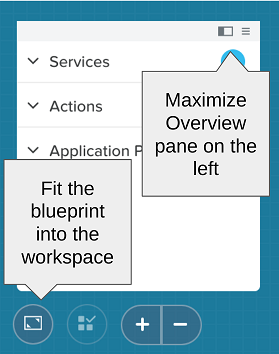 Services
Actions
Application P
Maximize
Overview
pane on the
left
Fit the
blueprint
into the
workspace